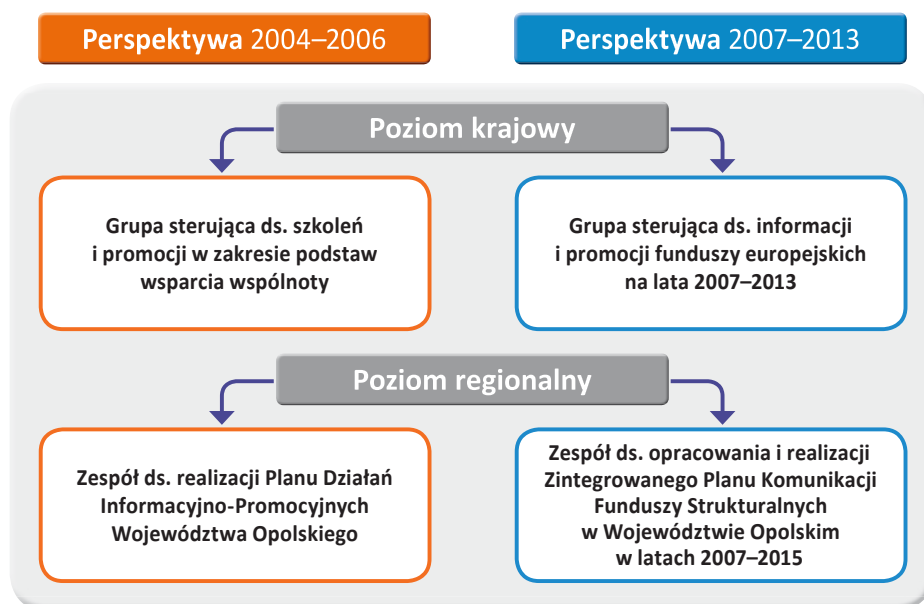 Perspektywa 2004–2006
Perspektywa 2007–2013
Poziom krajowy
Grupa sterująca ds. szkoleń
i promocji w zakresie podstaw
wsparcia wspólnoty
Grupa sterująca ds. informacji
i promocji funduszy europejskich
na lata 2007–2013
Poziom regionalny
Zespół ds. realizacji Planu Działań
Informacyjno-Promocyjnych
Województwa Opolskiego
Zespół ds. opracowania i realizacji
Zintegrowanego Planu Komunikacji
Funduszy Strukturalnych
w Województwie Opolskim
w latach 2007–2015